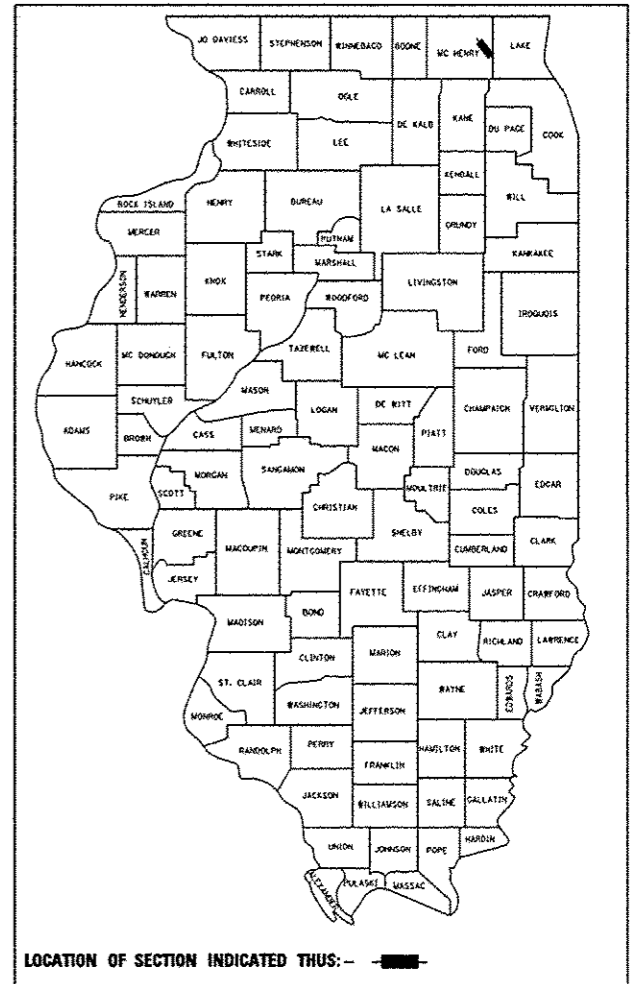 JO DAVIESS STEPHENSON WINNEBAGO BOONE MC HENRY LAKE
CARROLL OGLE DE KALB KANE DU PAGE COOK
WHITESIDE LEE KENDALL WILL
ROCK ISLAND HENRY BUREAU LA SALLE GRUNDY
MERCER PUTNAM KANKAKEE
STARK MARSHALL LIVINGSTON
HENDERSON WARREN KNOX PEORIA WOODFORD IROQUOIS
HANCOCK MC DONOUGH FULTON TAZEWELL MC LEAN FORD
SCHUYLER MASON LOGAN DE WITT CHAMPAIGN VERMILION
ADAMS BROWN CASS MENARD MACON PIATT
PIKE SCOTT MORGAN SANGAMON MOULTRIE DOUGLAS EDGAR
CHRISTIAN COLES
CALHOUN GREENE MACOUPIN MONTGOMERY SHELBY CUMBERLAND CLARK
JERSEY FAYETTE EFFINGHAM JASPER CRAWFORD
MADISON BOND CLAY RICHLAND LAWRENCE
CLINTON MARION
ST. CLAIR WASHINGTON JEFFERSON WAYNE EDWARDS WABASH
MONROE
RANDOLPH PERRY FRANKLIN HAMILTON WHITE
JACKSON WILLIAMSON SALINE GALLATIN
UNION JOHNSON POPE HARDIN
ALEXANDER PULASKI MASSAC
LOCATION OF SECTION INDICATED THUS: -